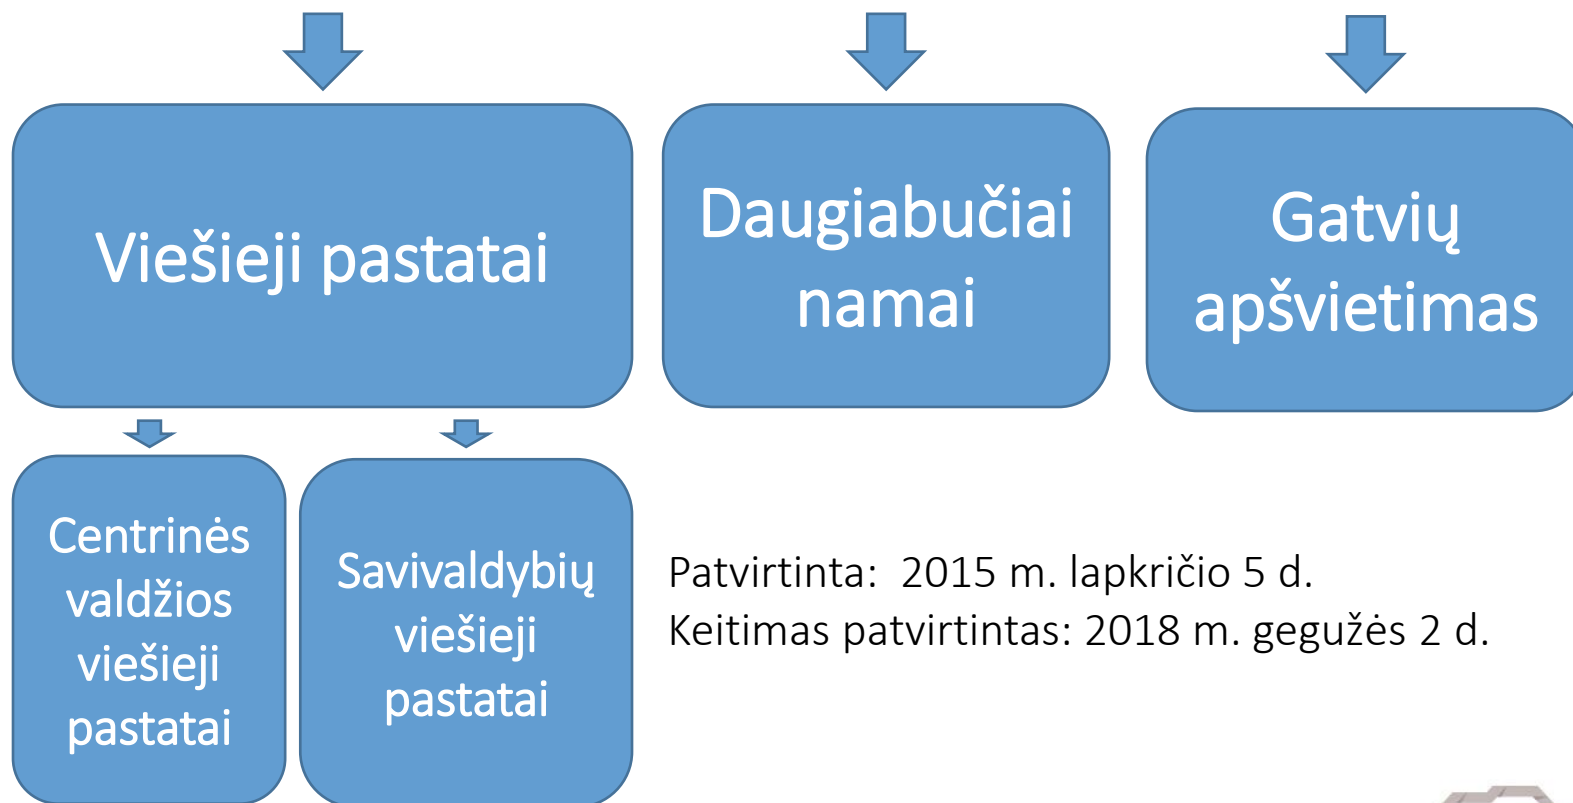 Viešieji pastatai
Daugiabučiai
namai
Gatvių
apšvietimas
Centrinės
valdžios
viešieji
pastatai
Savivaldybių
viešieji
pastatai
Patvirtinta: 2015 m. lapkričio 5 d.
Keitimas patvirtintas: 2018 m. gegužės 2 d.